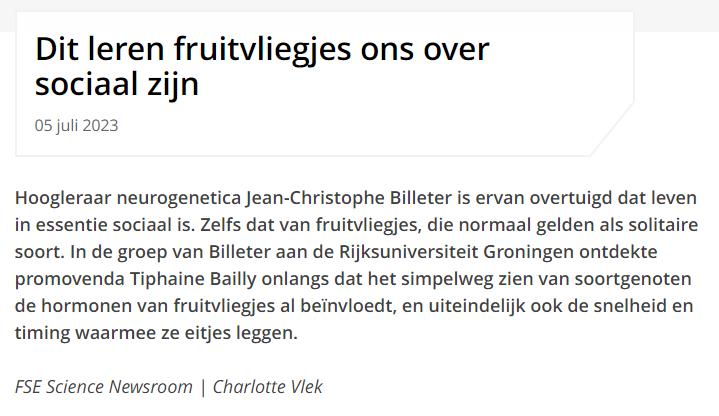 Dit leren fruitvliegjes ons over
sociaal zijn
05 juli 2023
Hoogleraar neurogenetica Jean-Christophe Billeter is ervan overtuigd dat leven
in essentie sociaal is. Zelfs dat van fruitvliegjes, die normaal gelden als solitaire
soort. In de groep van Billeter aan de Rijksuniversiteit Groningen ontdekte
promovenda Tiphaine Bailly onlangs dat het simpelweg zien van soortgenoten
de hormonen van fruitvliegjes al beïnvloedt, en uiteindelijk ook de snelheid en
timing waarmee ze eitjes leggen.
FSE Science Newsroom | Charlotte Vlek